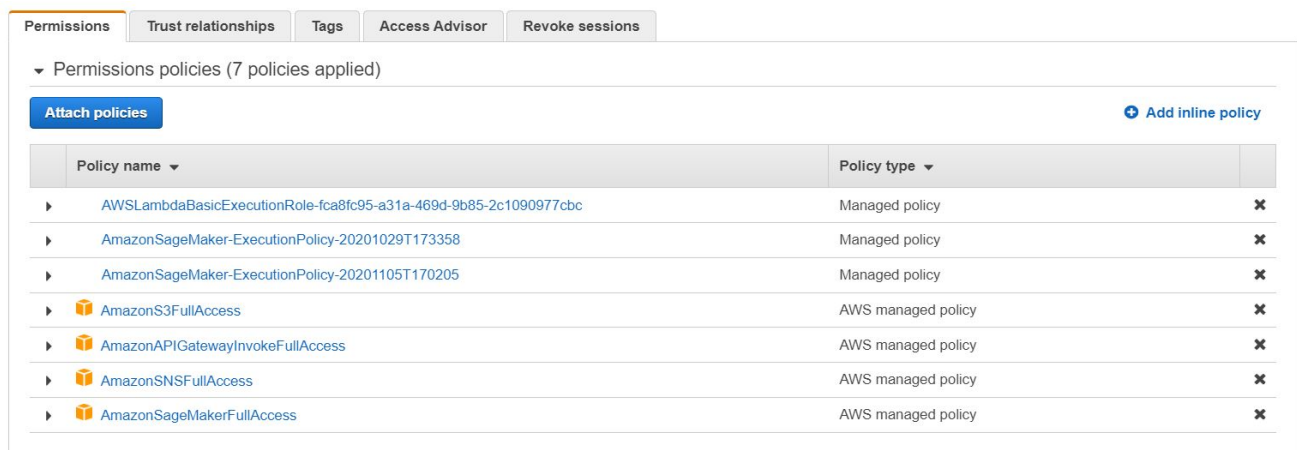 Permissions Trust relationships Tags Access Advisor Revoke sessions
Permissions policies (7 policies applied)
Attach policies Add inline policy
Policy name Policy type
AWSLambdaBasicExecutionRole-fca8fc95-a31a-469d-9b85-2c1090977cbc Managed policy
AmazonSageMaker-ExecutionPolicy-20201029T173358 Managed policy
AmazonSageMaker-ExecutionPolicy-20201105T170205 Managed policy
AmazonS3FullAccess AWS managed policy
AmazonAPIGatewayInvokeFullAccess AWS managed policy
AmazonSNSFullAccess AWS managed policy
AmazonSageMakerFullAccess AWS managed policy